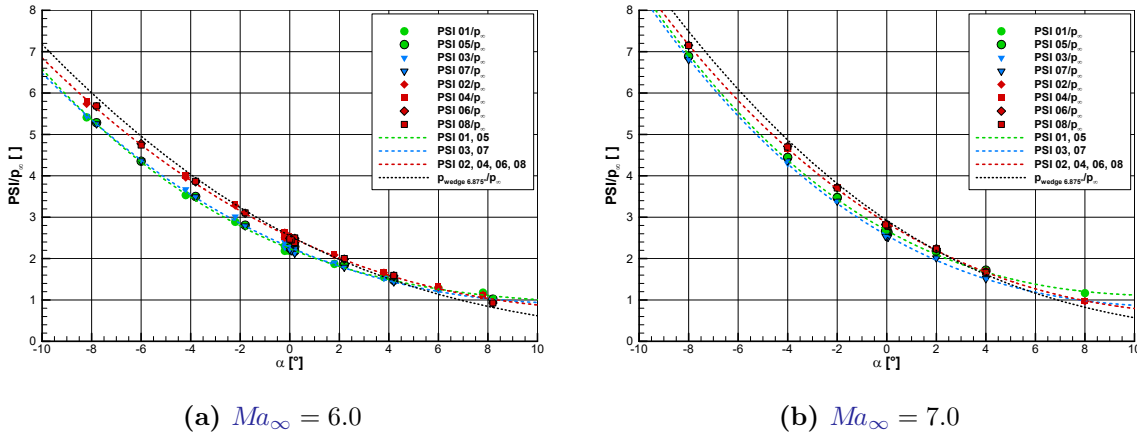 8
7
6
5
4
3
2
1
0
PSI/p∞ [ ]
-10 -8 -6 -4 -2 0 2 4 6 8 10
α [°]
PSI 01/p∞
PSI 05/p∞
PSI 03/p∞
PSI 07/p∞
PSI 02/p∞
PSI 04/p∞
PSI 06/p∞
PSI 08/p∞
PSI 01, 05
PSI 03, 07
PSI 02, 04, 06, 08
p wedge 6.875°/p∞
(a) Ma∞ = 6.0
8
7
6
5
4
3
2
1
0
PSI/p∞ [ ]
-10 -8 -6 -4 -2 0 2 4 6 8 10
α [°]
PSI 01/p∞
PSI 05/p∞
PSI 03/p∞
PSI 07/p∞
PSI 02/p∞
PSI 04/p∞
PSI 06/p∞
PSI 08/p∞
PSI 01, 05
PSI 03, 07
PSI 02, 04, 06, 08
p wedge 6.875°/p∞
(b) Ma∞ = 7.0